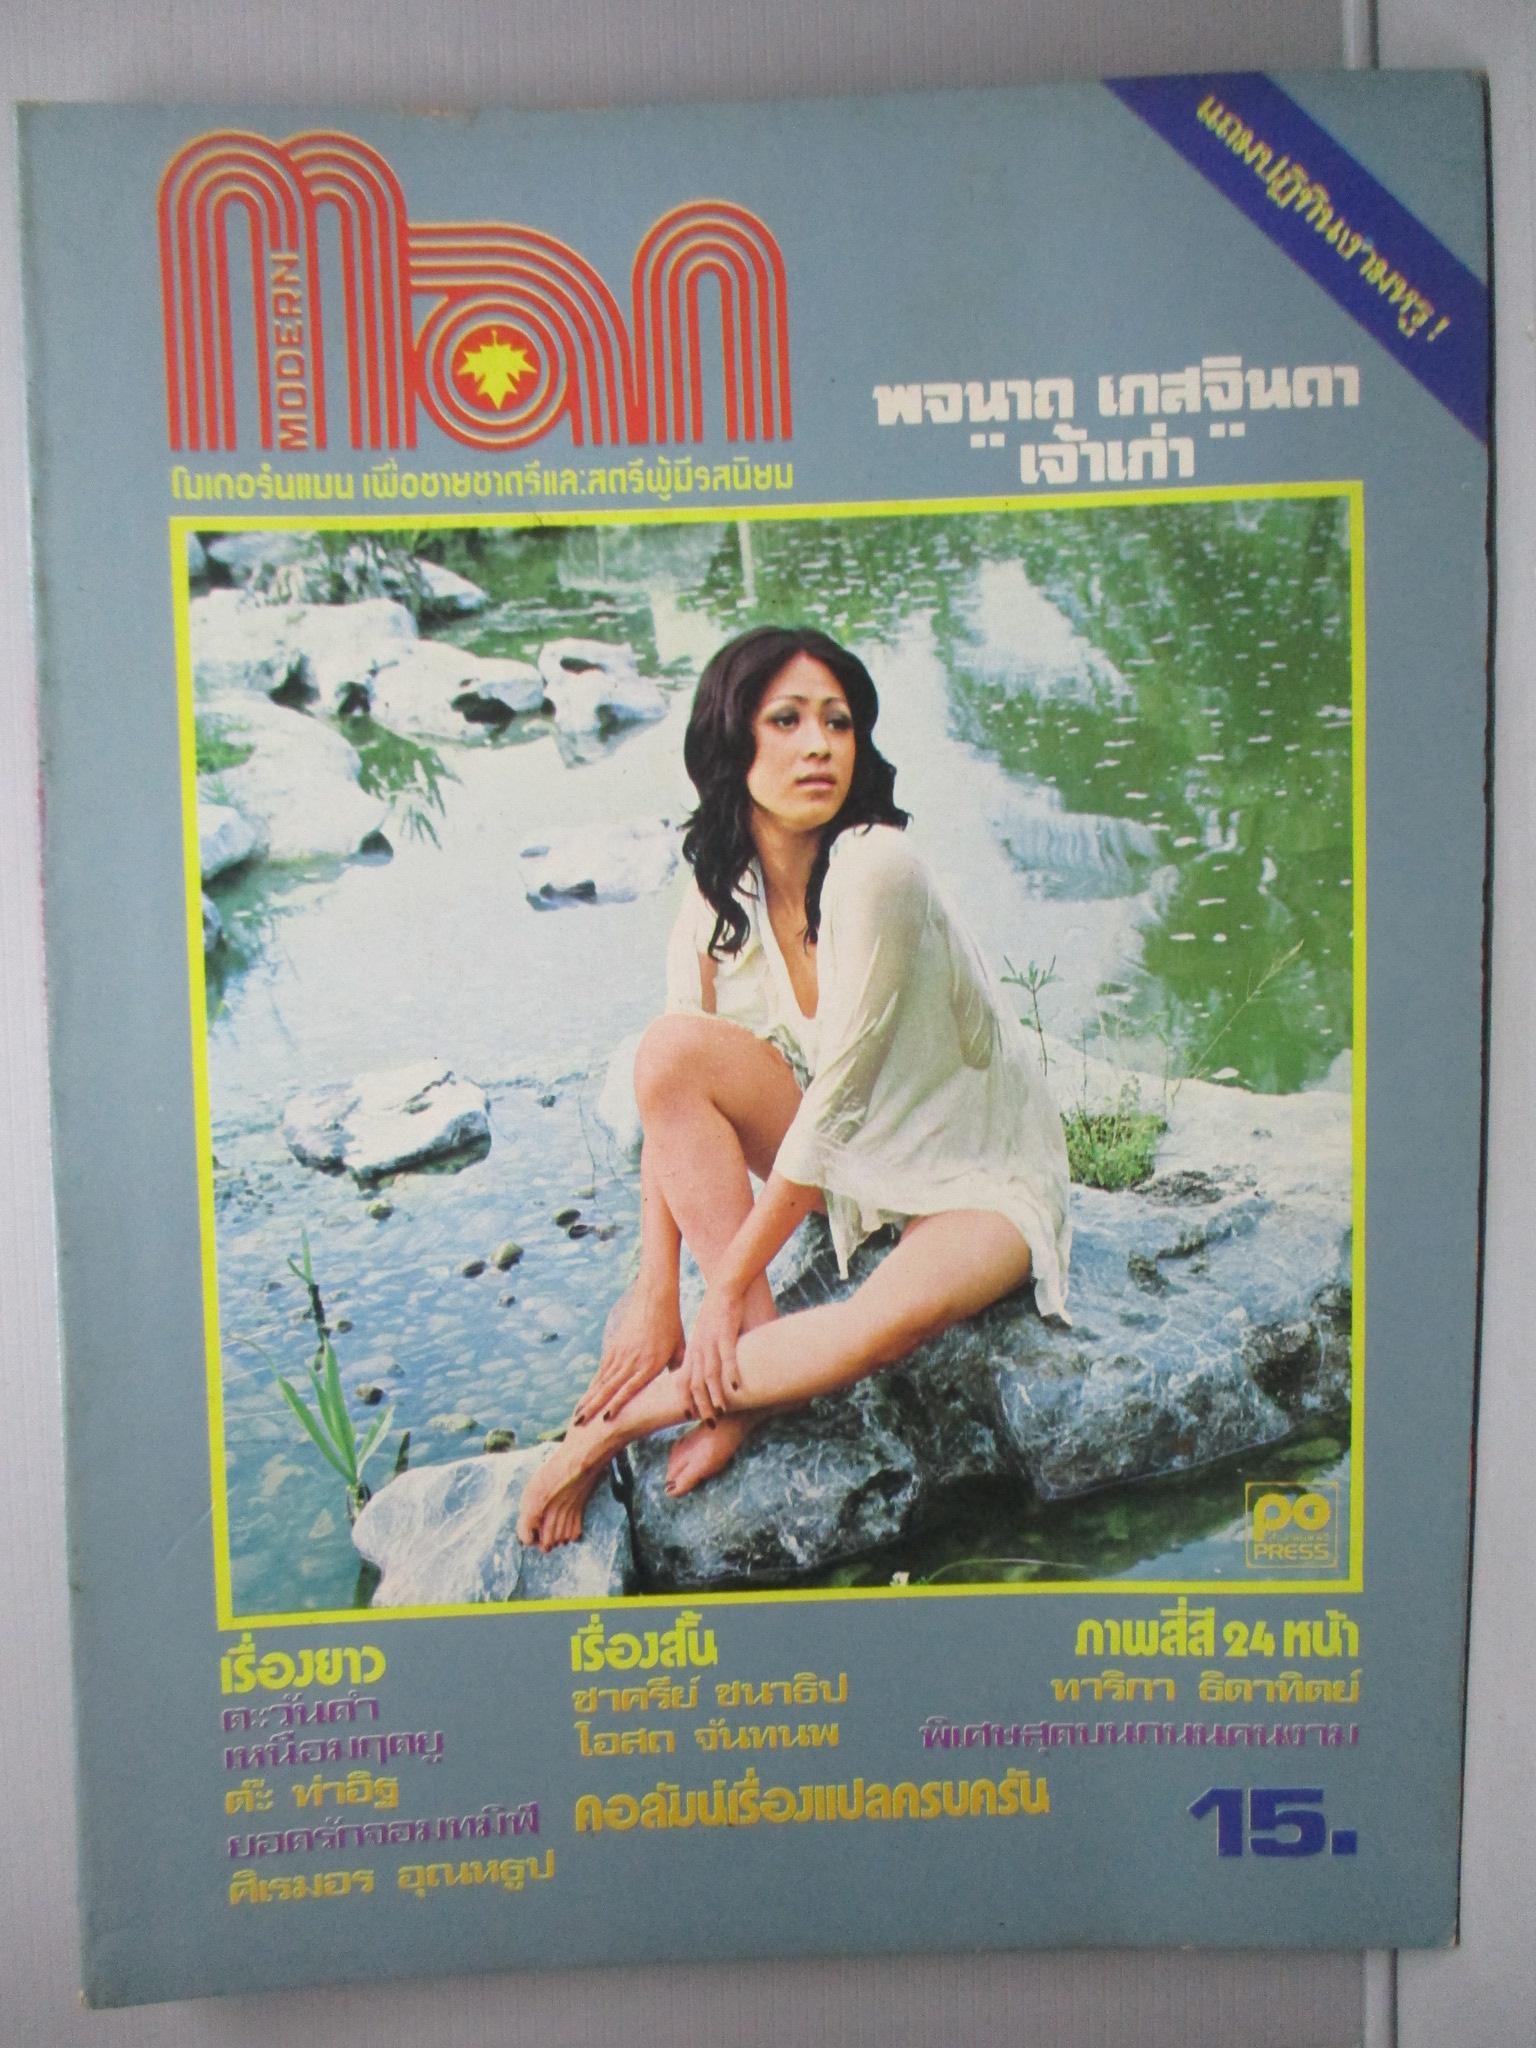 แถมปฏิทินงามหรู!
man
MODERN
โมเดอร์นแมน เพื่อชายชาตรีและสตรีผู้มีรสนิยม
พจนาถ เกสจินดา
"เจ้าเก่า"
PO
PRESS
เรื่องยาว
ตะวันดำ
เหนือมฤตยู
ต๊ะ ท่าอิฐ
ยอดรักจอมทมิฬ
ศิเรมอร อุณหธูป
เรื่องสั้น
ชาครีย์ ชนาธิป
โอสถ จันทนพ
คอลัมน์เรื่องแปลครบครัน
ภาพสี่สี 24 หน้า
ทาริกา ธิดาทิตย์
พิเศษสุดบนถนนคนงาม
15.